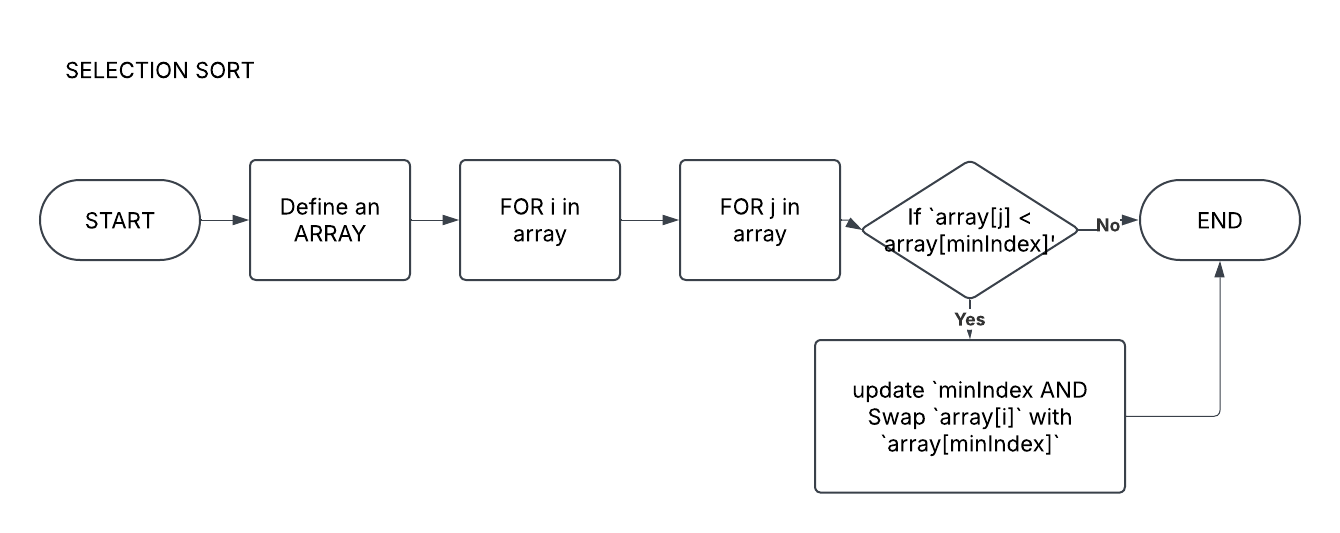 SELECTION SORT
START
Define an
ARRAY
FOR i in
array
FOR j in
array
If `array[j] <
array[minIndex]'
No
END
Yes
update `minIndex AND
Swap `array[i]` with
`array[minIndex]`